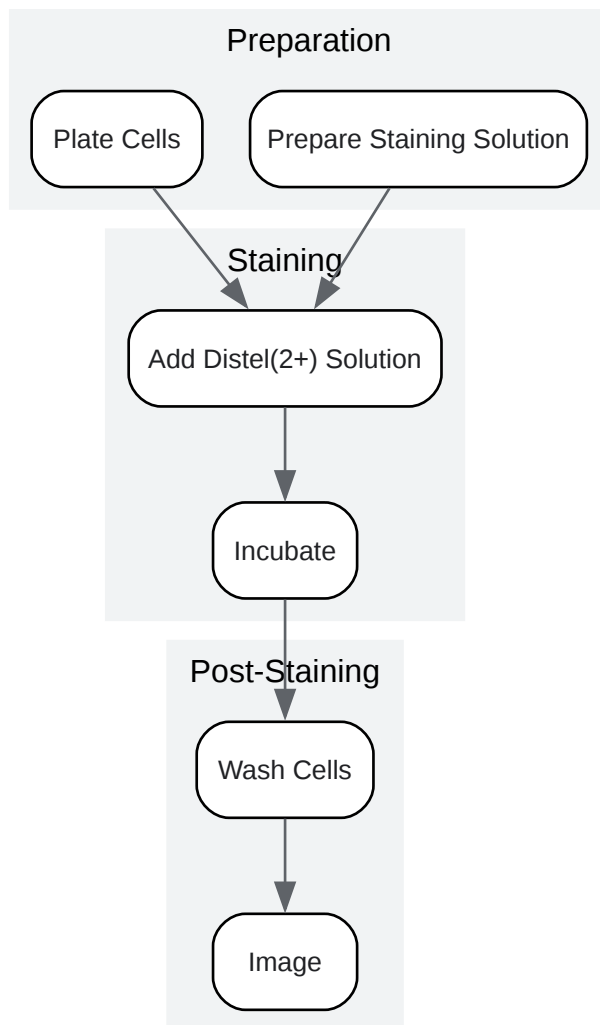 Preparation
Plate Cells
Prepare Staining Solution
Staining
Add Distel(2+) Solution
Incubate
Post-Staining
Wash Cells
Image